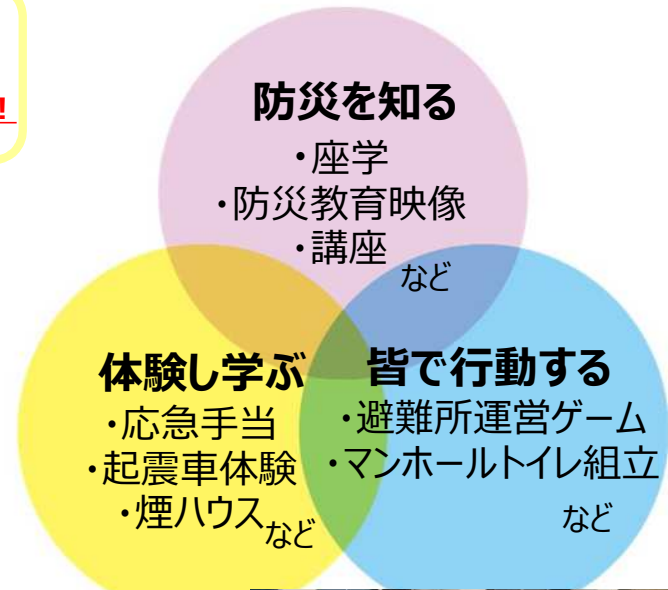 !
防災を知る
・座学
・防災教育映像
・講座
など
体験し学ぶ
・応急手当
・起震車体験
・煙ハウス
など
皆で行動する
・避難所運営ゲーム
・マンホールトイレ組立
など